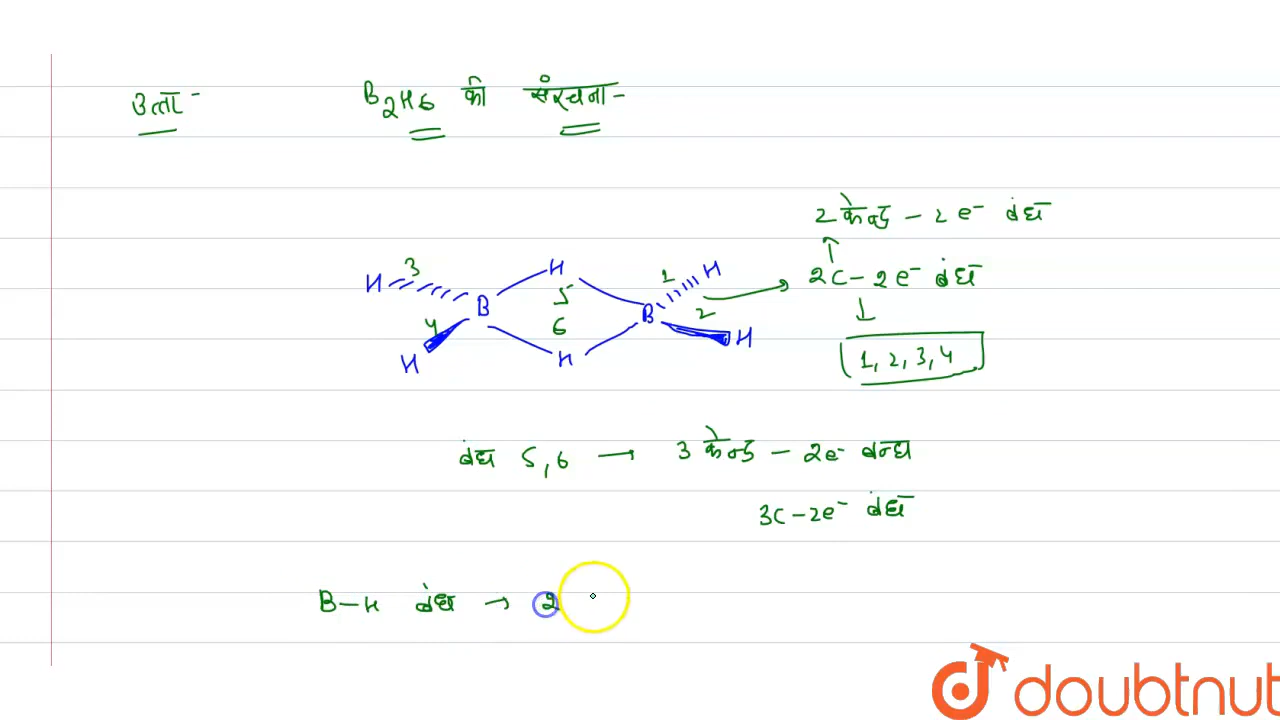 उत्तर- B2H6 की संरचना-
2 केन्द्र - 2e⁻ बंध
↑
H 3 H 1 H 2C - 2e⁻ बंध
B 5 B 2 ↓
4 6 H
H H 1, 2, 3, 4
बंध 5, 6 → 3 केन्द्र - 2e⁻ बन्ध
3C - 2e⁻ बंध
B-H बंध → 2
doubtnut